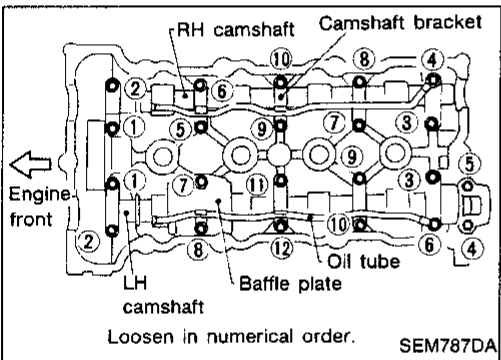 RH camshaft
Camshaft bracket
② ⑥ ⑩ ⑧ ④
① ⑤ ⑨ ⑦ ③
Engine
front
① ⑦ ⑪ ⑨ ③ ⑤
② ⑧ ⑫ ⑩ ⑥ ④
LH
camshaft
Baffle plate
Oil tube
Loosen in numerical order.
SEM787DA